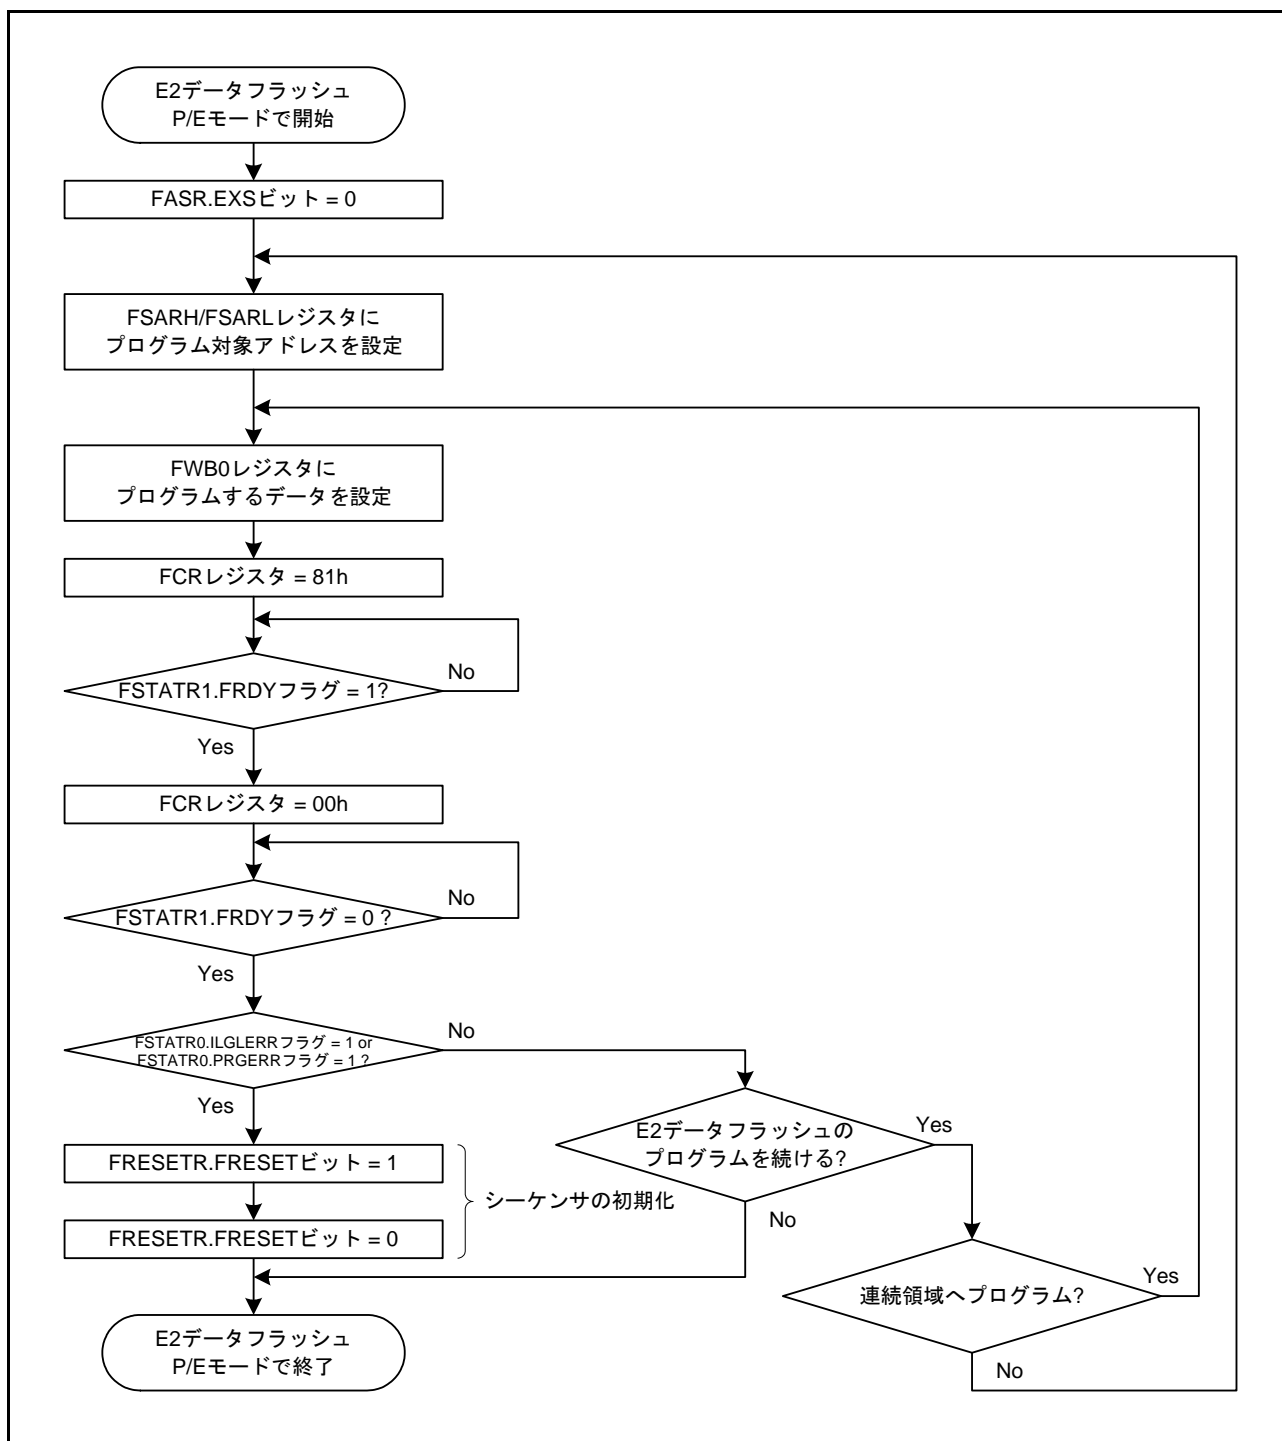 E2データフラッシュ
P/Eモードで開始
FASR.EXSビット = 0
FSARH/FSARLレジスタに
プログラム対象アドレスを設定
FWB0レジスタに
プログラムするデータを設定
FCRレジスタ = 81h
FSTATR1.FRDYフラグ = 1?
No
Yes
FCRレジスタ = 00h
FSTATR1.FRDYフラグ = 0 ?
No
Yes
FSTATR0.ILGLERRフラグ = 1 or
FSTATR0.PRGERRフラグ = 1 ?
No
Yes
E2データフラッシュの
プログラムを続ける?
Yes
No
FRESETR.FRESETビット = 1
FRESETR.FRESETビット = 0
シーケンサの初期化
連続領域へプログラム?
Yes
No
E2データフラッシュ
P/Eモードで終了